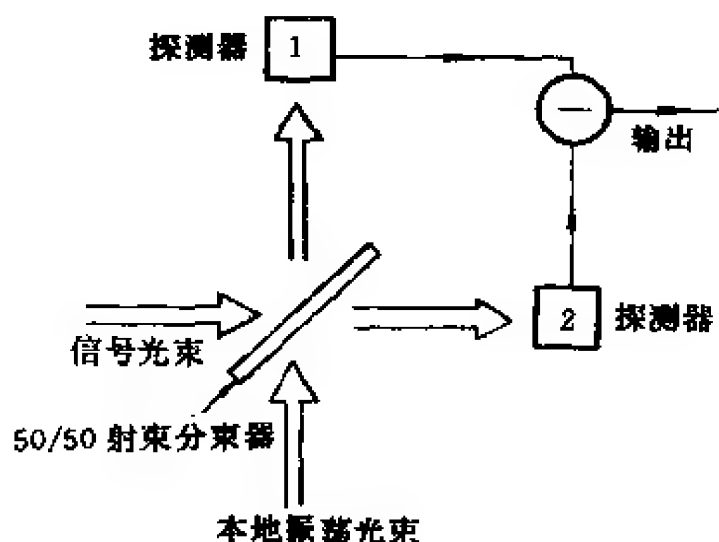 探测器 1
输出
2 探测器
信号光束
50/50 射束分束器
本地振荡光束